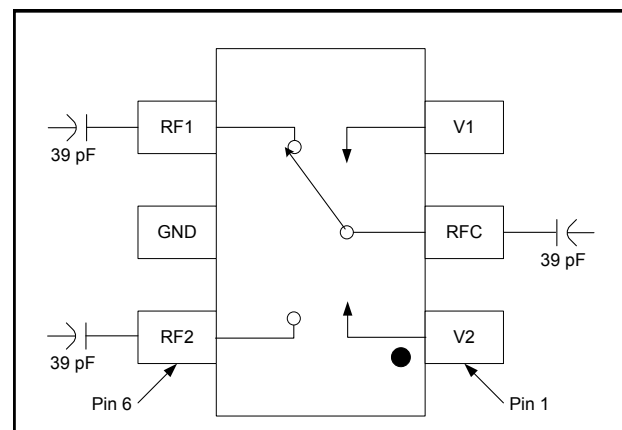 RF1
V1
39 pF
GND
RFC
39 pF
RF2
V2
39 pF
Pin 6
Pin 1